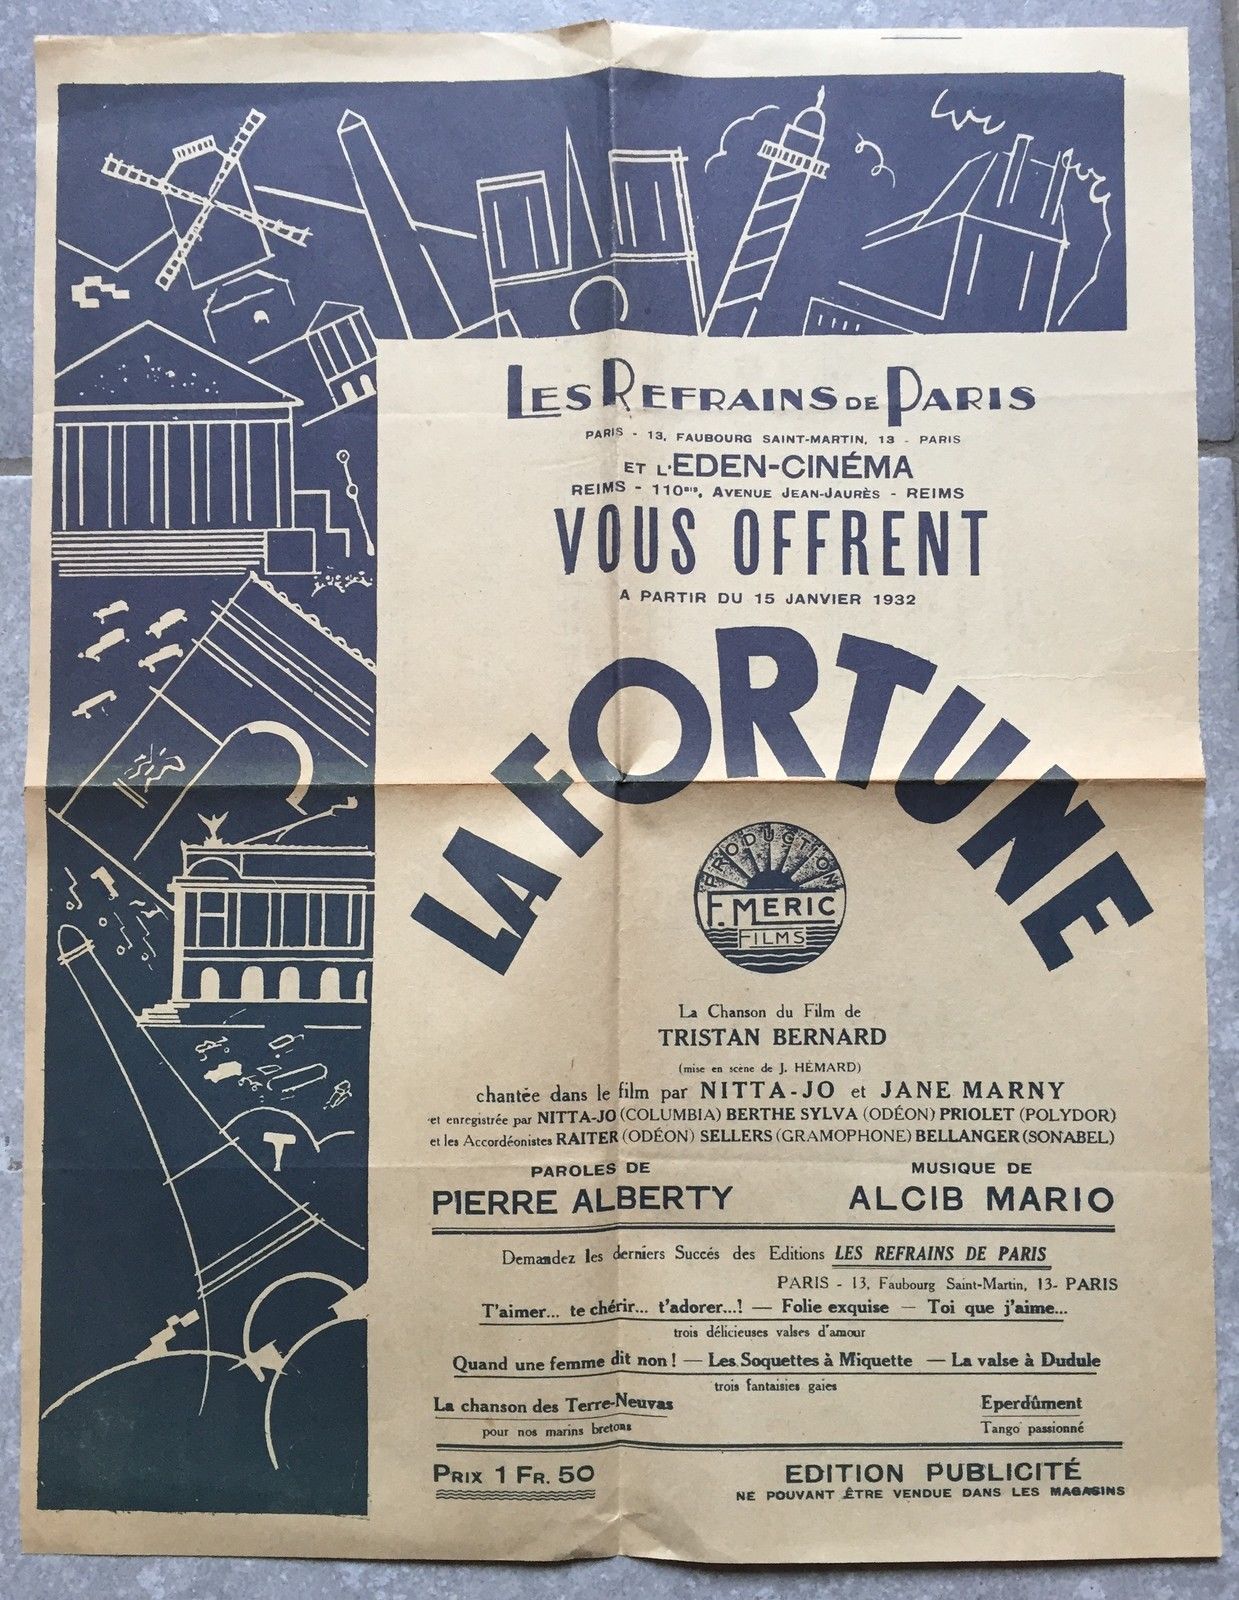 LES REFRAINS DE PARIS
PARIS - 13, FAUBOURG SAINT-MARTIN, 13 - PARIS
ET L'EDEN-CINÉMA
REIMS - 110BIS, AVENUE JEAN-JAURÈS - REIMS
VOUS OFFRENT
A PARTIR DU 15 JANVIER 1932
LA FORTUNE
PRODUCTION
F. MERIC
FILMS
La Chanson du Film de
TRISTAN BERNARD
(mise en scène de J. HÉMARD)
chantée dans le film par NITTA-JO et JANE MARNY
et enregistrée par NITTA-JO (COLUMBIA) BERTHE SYLVA (ODÉON) PRIOLET (POLYDOR)
et les Accordéonistes RAITER (ODÉON) SELLERS (GRAMOPHONE) BELLANGER (SONABEL)
PAROLES DE MUSIQUE DE
PIERRE ALBERTY ALCIB MARIO
Demandez les derniers Succés des Editions LES REFRAINS DE PARIS
PARIS - 13, Faubourg Saint-Martin, 13- PARIS
T'aimer... te chérir... t'adorer...! — Folie exquise — Toi que j'aime...
trois délicieuses valses d'amour
Quand une femme dit non ! — Les Soquettes à Miquette — La valse à Dudule
trois fantaisies gaies
La chanson des Terre-Neuvas Eperdûment
pour nos marins bretons Tango passionné
PRIX 1 FR. 50 EDITION PUBLICITÉ
NE POUVANT ÊTRE VENDUE DANS LES MAGASINS